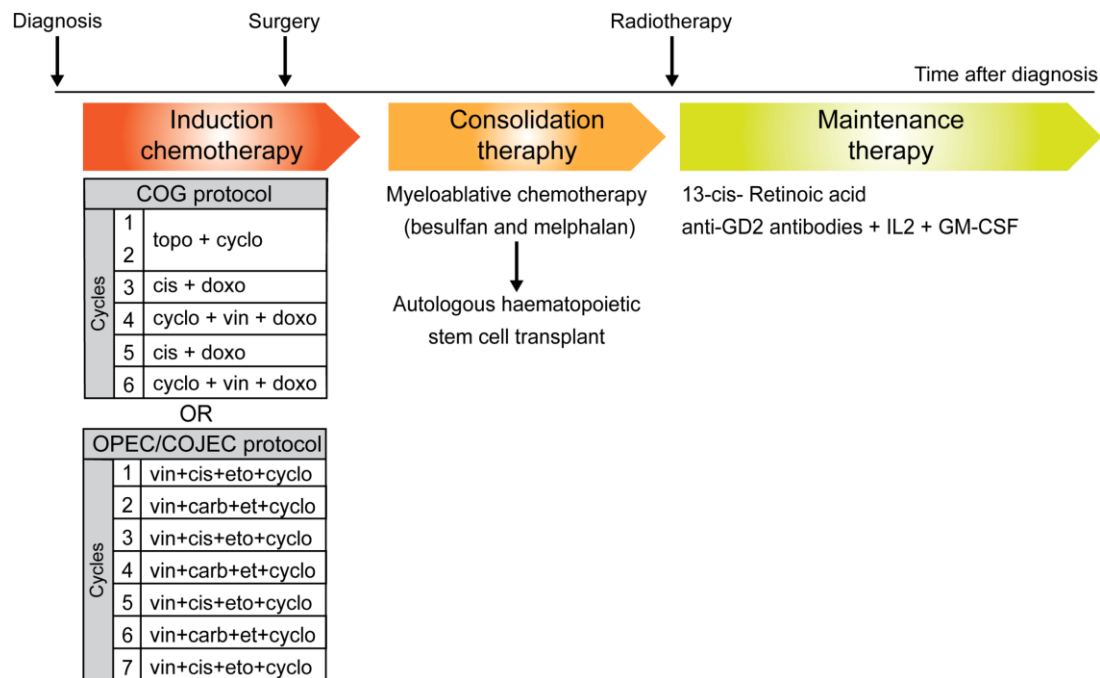 Diagnosis
Surgery
Radiotherapy
Time after diagnosis
Induction
chemotherapy
Consolidation
theraphy
Maintenance
therapy
COG protocol
Cycles
1
2
topo + cyclo
3 cis + doxo
4 cyclo + vin + doxo
5 cis + doxo
6 cyclo + vin + doxo
OR
OPEC/COJEC protocol
Cycles
1 vin+cis+eto+cyclo
2 vin+carb+et+cyclo
3 vin+cis+eto+cyclo
4 vin+carb+et+cyclo
5 vin+cis+eto+cyclo
6 vin+carb+et+cyclo
7 vin+cis+eto+cyclo
Myeloablative chemotherapy
(besulfan and melphalan)
Autologous haematopoietic
stem cell transplant
13-cis- Retinoic acid
anti-GD2 antibodies + IL2 + GM-CSF